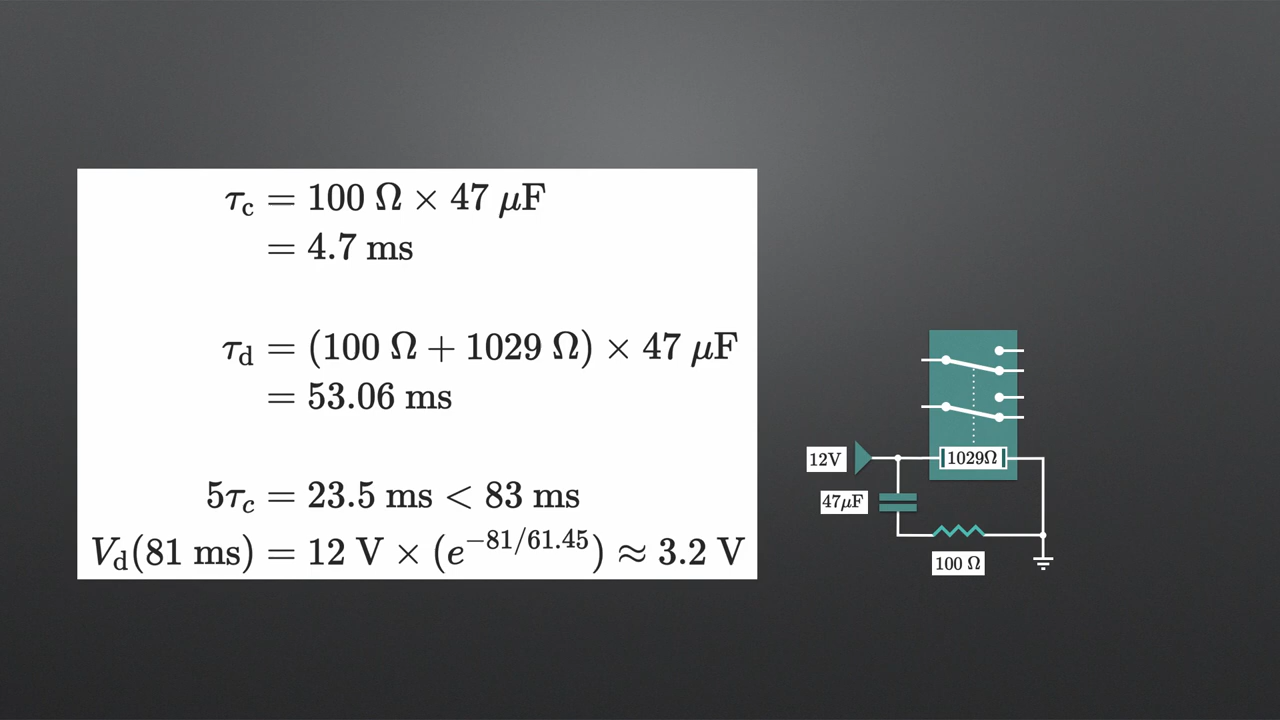 τc = 100 Ω × 47 μF
= 4.7 ms
τd = (100 Ω + 1029 Ω) × 47 μF
= 53.06 ms
5τc = 23.5 ms < 83 ms
Vd(81 ms) = 12 V × (e^−81/61.45) ≈ 3.2 V
12V
1029Ω
47μF
100 Ω